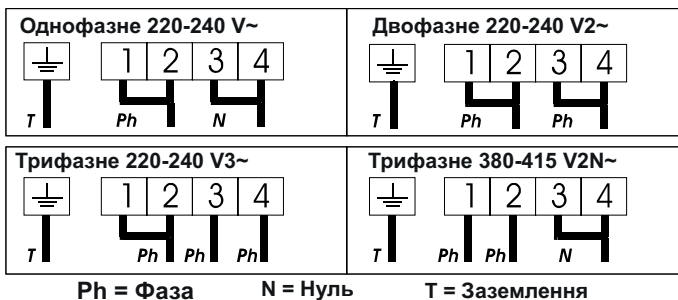 Однофазне 220-240 V~
1 2 3 4
T Ph N
Двофазне 220-240 V2~
1 2 3 4
T Ph Ph
Трифазне 220-240 V3~
1 2 3 4
T Ph Ph Ph
Трифазне 380-415 V2N~
1 2 3 4
T Ph Ph N
Ph = Фаза N = Нуль T = Заземлення